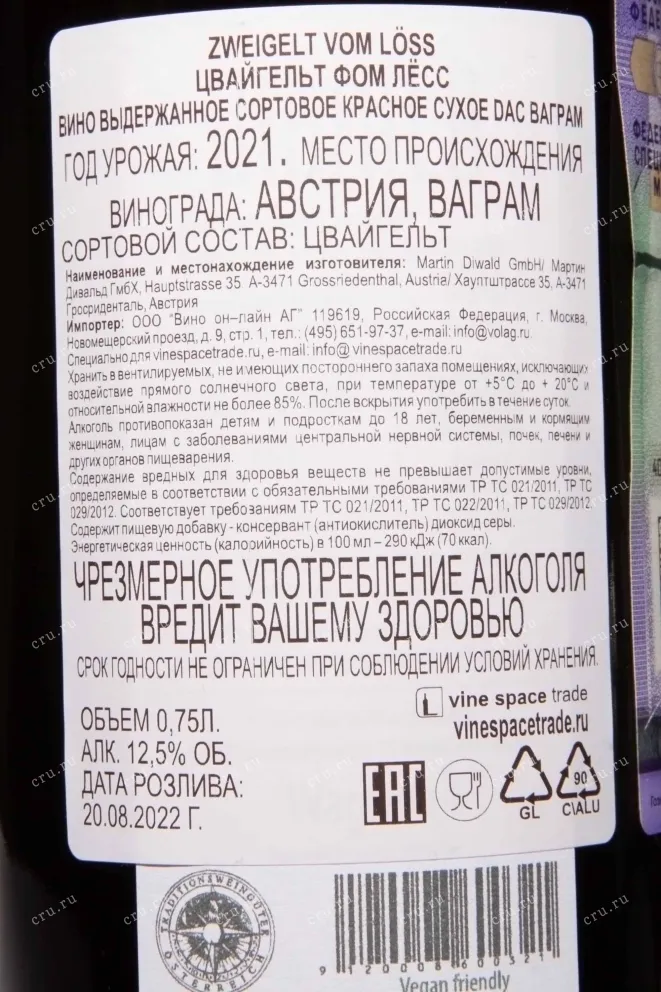 ZWEIGELT VOM LÖSS
ЦВАЙГЕЛЬТ ФОМ ЛЁСС
ВИНО ВЫДЕРЖАННОЕ СОРТОВОЕ КРАСНОЕ СУХОЕ DAC ВАГРАМ
ГОД УРОЖАЯ: 2021. МЕСТО ПРОИСХОЖДЕНИЯ
ВИНОГРАДА: АВСТРИЯ, ВАГРАМ
СОРТОВОЙ СОСТАВ: ЦВАЙГЕЛЬТ
Наименование и местонахождение изготовителя: Martin Diwald GmbH/ Мартин
Дивальд ГмбХ, Hauptstrasse 35 A-3471 Grossriedenthal, Austria/ Хауптштрассе 35, A-3471
Гросриденталь, Австрия
Импортер: ООО "Вино он–лайн АГ" 119619, Российская Федерация, г. Москва,
Новомещерский проезд, д. 9, стр. 1, тел.: (495) 651-97-37, e-mail: info@volag.ru
Специально для vinespacetrade.ru, e-mail: info@vinespacetrade.ru
Хранить в вентилируемых, не имеющих постороннего запаха помещениях, исключающих
воздействие прямого солнечного света, при температуре от +5°С до + 20°С и
относительной влажности не более 85%. После вскрытия употребить в течение суток.
Алкоголь противопоказан детям и подросткам до 18 лет, беременным и кормящим
женщинам, лицам с заболеваниями центральной нервной системы, почек, печени и
других органов пищеварения.
Содержание вредных для здоровья веществ не превышает допустимые уровни,
определяемые в соответствии с обязательными требованиями ТР ТС 021/2011, ТР ТС
029/2012. Соответствует требованиям ТР ТС 021/2011, ТР ТС 022/2011, ТР ТС 029/2012.
Содержит пищевую добавку - консервант (антиокислитель) диоксид серы.
Энергетическая ценность (калорийность) в 100 мл – 290 кДж (70 ккал).
ЧРЕЗМЕРНОЕ УПОТРЕБЛЕНИЕ АЛКОГОЛЯ
ВРЕДИТ ВАШЕМУ ЗДОРОВЬЮ
СРОК ГОДНОСТИ НЕ ОГРАНИЧЕН ПРИ СОБЛЮДЕНИИ УСЛОВИЙ ХРАНЕНИЯ.
vine space trade
vinespacetrade.ru
ОБЪЕМ 0,75Л.
АЛК. 12,5% ОБ.
ДАТА РОЗЛИВА:
20.08.2022 Г.
EAC
GL
90
C\ALU
TRADITIONSWEINGÜTER
ÖSTERREICH
9 120008 600321
Vegan friendly
cru.ru